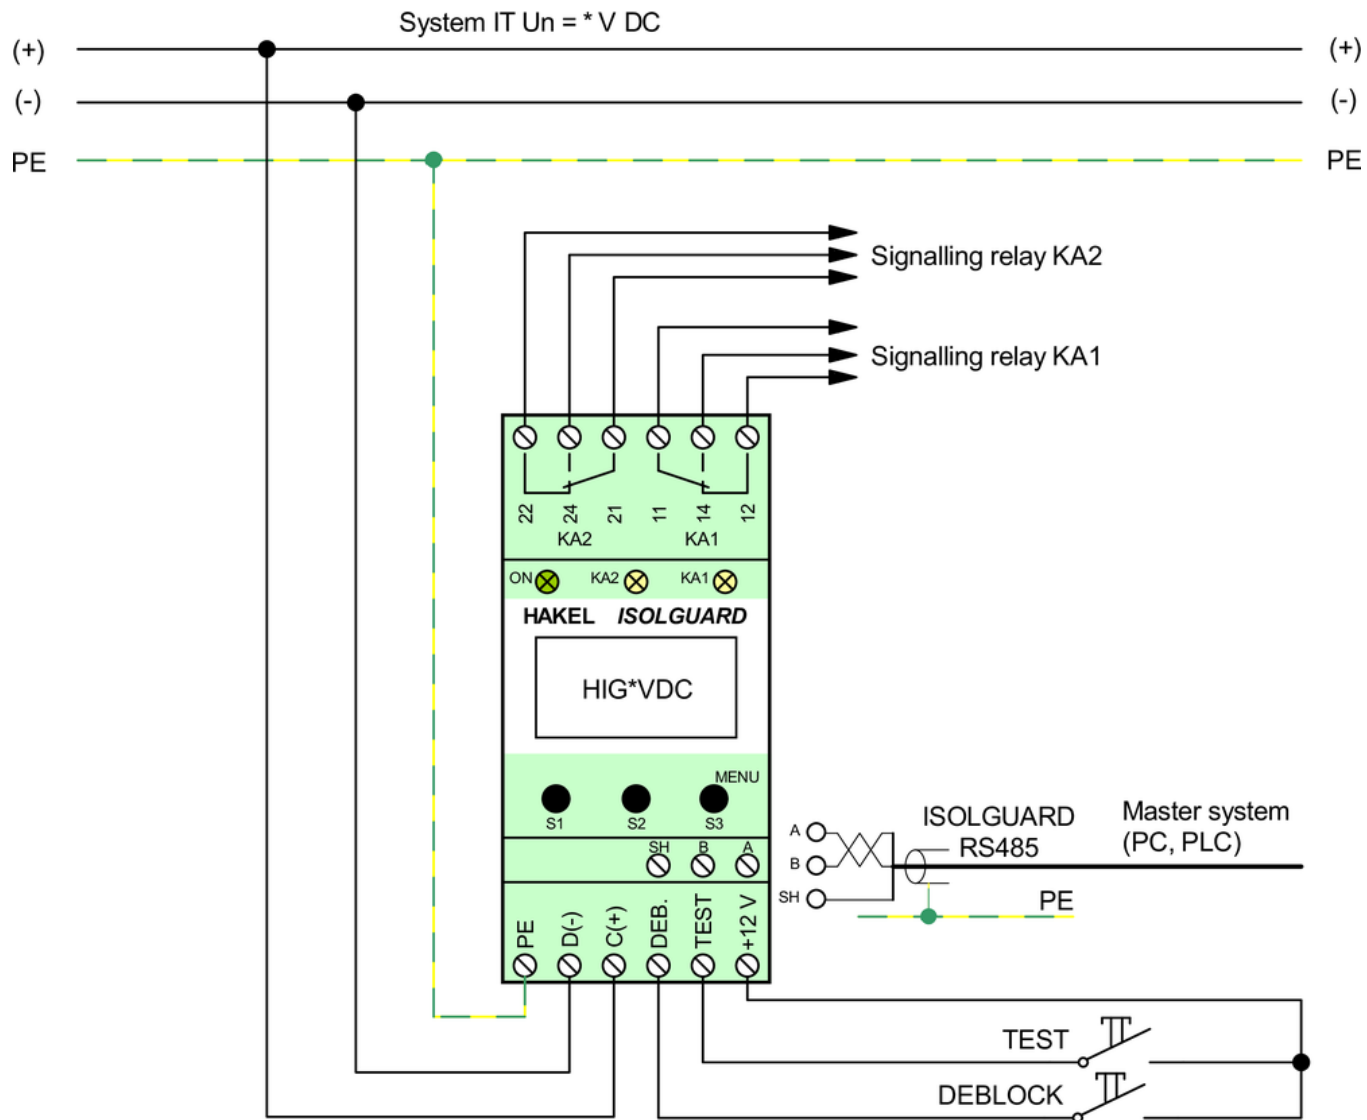 System IT Un = * V DC
(+) (+)
(-) (-)
PE PE
Signalling relay KA2
Signalling relay KA1
22 24 21 11 14 12
KA2 KA1
ON KA2 KA1
HAKEL ISOLGUARD
HIG*VDC
MENU
S1 S2 S3
SH B A
PE D(-) C(+) DEB. TEST +12 V
A
B
SH
ISOLGUARD
RS485
Master system
(PC, PLC)
PE
TEST
DEBLOCK